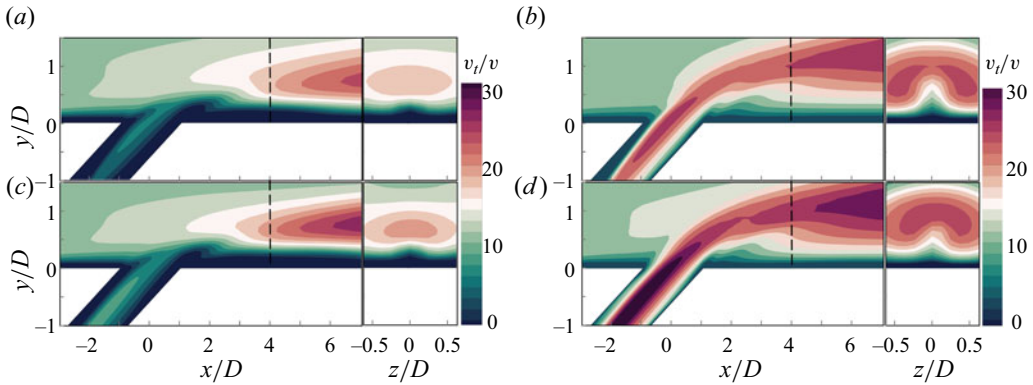 (a) (b)
v_t/v v_t/v
1 30 1 30
y/D 0 20 y/D 0 20
−1 −1
(c) (d)
1 10 1 10
y/D 0 0 y/D 0 0
−1 −1
−2 0 2 4 6 −0.5 0 0.5 −2 0 2 4 6 −0.5 0 0.5
x/D z/D x/D z/D